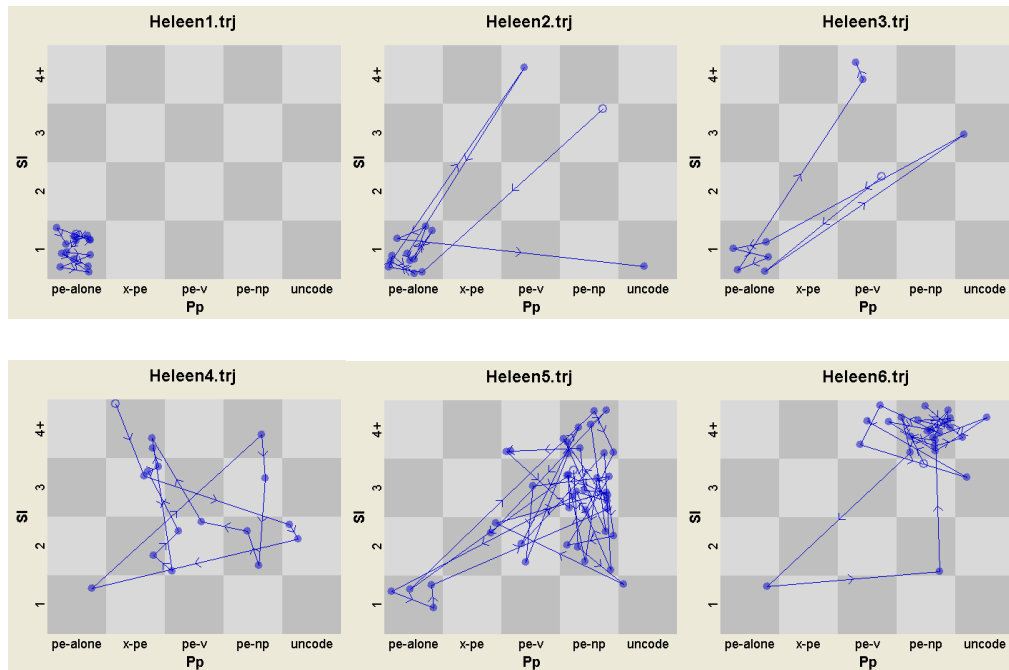 Heleen1.trj
SI
4+
3
2
1
pe-alone x-pe pe-v pe-np uncode
Pp
Heleen2.trj
SI
4+
3
2
1
pe-alone x-pe pe-v pe-np uncode
Pp
Heleen3.trj
SI
4+
3
2
1
pe-alone x-pe pe-v pe-np uncode
Pp
Heleen4.trj
SI
4+
3
2
1
pe-alone x-pe pe-v pe-np uncode
Pp
Heleen5.trj
SI
4+
3
2
1
pe-alone x-pe pe-v pe-np uncode
Pp
Heleen6.trj
SI
4+
3
2
1
pe-alone x-pe pe-v pe-np uncode
Pp